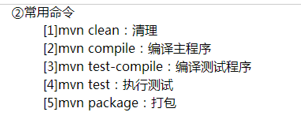 ②常用命令
[1]mvn clean：清理
[2]mvn compile：编译主程序
[3]mvn test-compile：编译测试程序
[4]mvn test：执行测试
[5]mvn package：打包